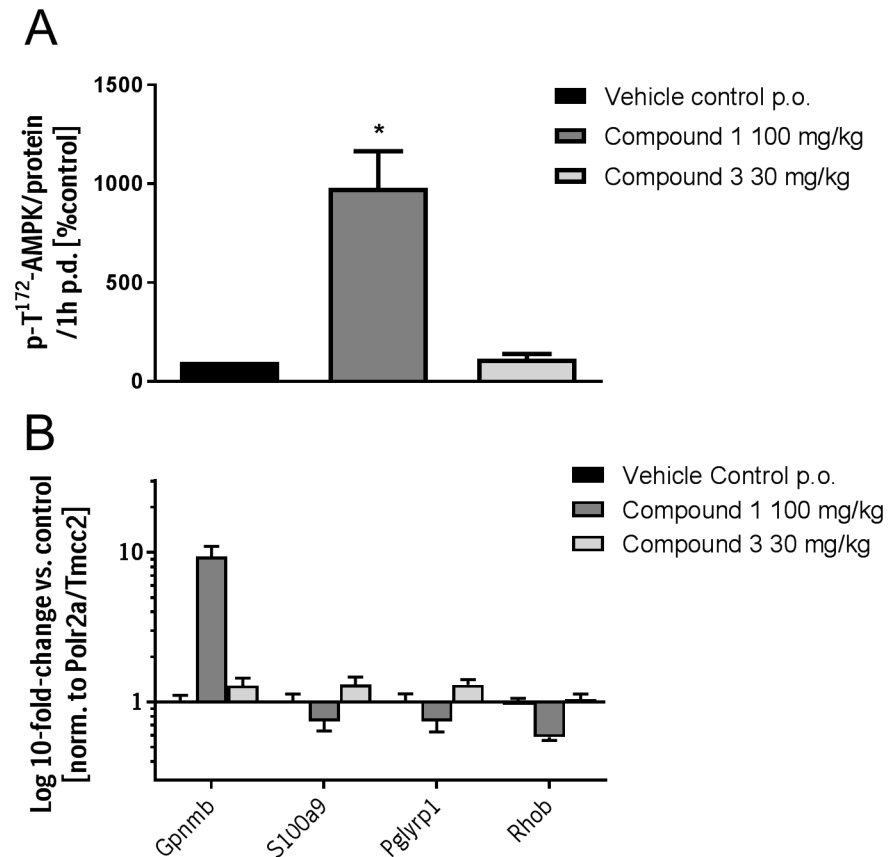 A
p-T172-AMPK/protein
/1h p.d. [%control]
1500
1000
500
0
*
Vehicle control p.o.
Compound 1 100 mg/kg
Compound 3 30 mg/kg
B
Log 10-fold-change vs. control
[norm. to Polr2a/Tmcc2]
10
1
Vehicle Control p.o.
Compound 1 100 mg/kg
Compound 3 30 mg/kg
Gpnmb
S100a9
Pglyrp1
Rhob